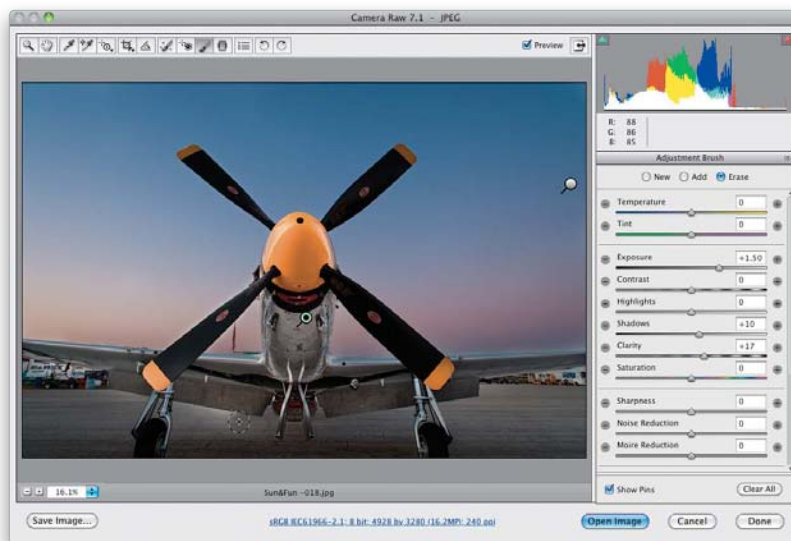 Camera Raw 7.1 - JPEG
Preview
R: 88
G: 86
B: 85
Adjustment Brush
New Add Erase
Temperature 0
Tint 0
Exposure +1.50
Contrast 0
Highlights 0
Shadows +10
Clarity +17
Saturation 0
Sharpness 0
Noise Reduction 0
Moire Reduction 0
Show Pins Clear All
16.1% Sun&Fun -018.jpg
Save Image... sRGB IEC61966-2.1; 8 bit; 4928 by 3280 (16.2MP); 240 ppi Open Image Cancel Done